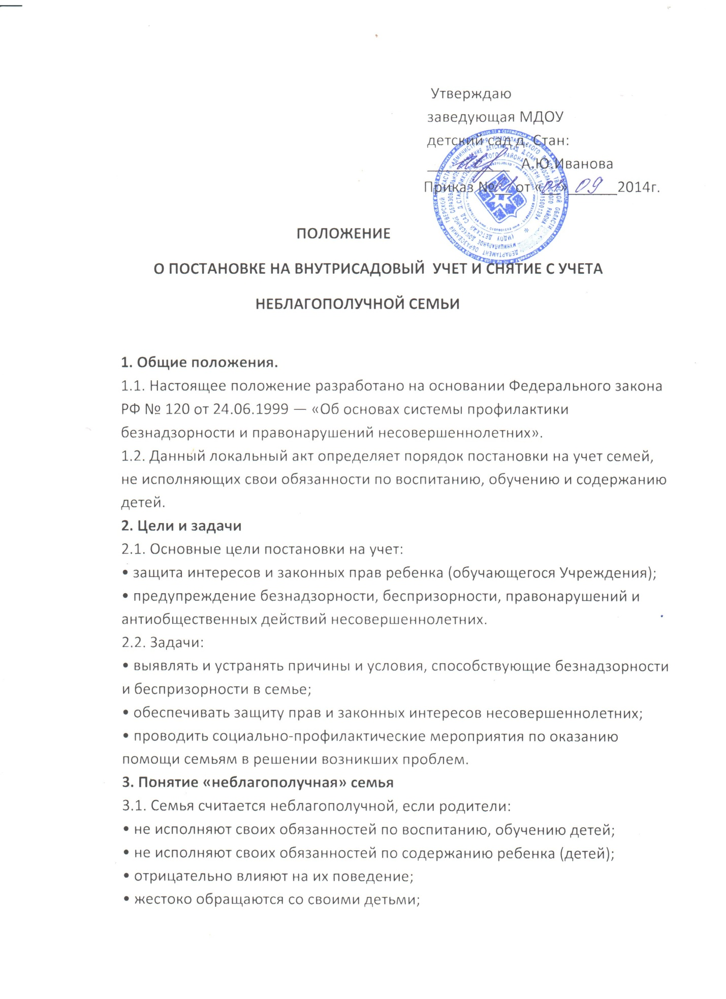 Утверждаю
заведующая МДОУ
детский сад д. Стан:
____________ А.Ю.Иванова
Приказ №__ от «01» 09 2014г.
ПОЛОЖЕНИЕ
О ПОСТАНОВКЕ НА ВНУТРИСАДОВЫЙ УЧЕТ И СНЯТИЕ С УЧЕТА
НЕБЛАГОПОЛУЧНОЙ СЕМЬИ
1. Общие положения.
1.1. Настоящее положение разработано на основании Федерального закона
РФ № 120 от 24.06.1999 — «Об основах системы профилактики
безнадзорности и правонарушений несовершеннолетних».
1.2. Данный локальный акт определяет порядок постановки на учет семей,
не исполняющих свои обязанности по воспитанию, обучению и содержанию
детей.
2. Цели и задачи
2.1. Основные цели постановки на учет:
• защита интересов и законных прав ребенка (обучающегося Учреждения);
• предупреждение безнадзорности, беспризорности, правонарушений и
антиобщественных действий несовершеннолетних.
2.2. Задачи:
• выявлять и устранять причины и условия, способствующие безнадзорности
и беспризорности в семье;
• обеспечивать защиту прав и законных интересов несовершеннолетних;
• проводить социально-профилактические мероприятия по оказанию
помощи семьям в решении возникших проблем.
3. Понятие «неблагополучная» семья
3.1. Семья считается неблагополучной, если родители:
• не исполняют своих обязанностей по воспитанию, обучению детей;
• не исполняют своих обязанностей по содержанию ребенка (детей);
• отрицательно влияют на их поведение;
• жестоко обращаются со своими детьми;